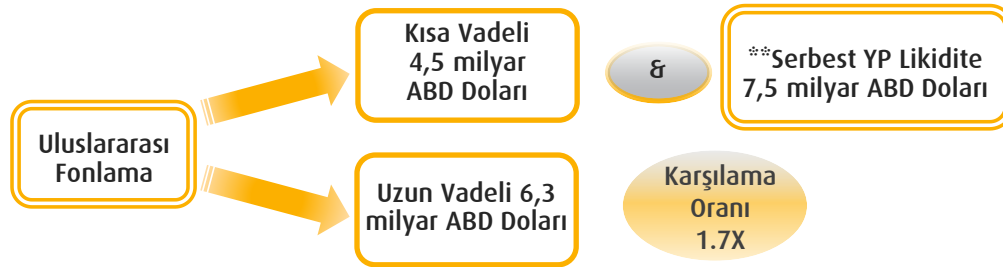 Uluslararası
Fonlama
Kısa Vadeli
4,5 milyar
ABD Doları
&
**Serbest YP Likidite
7,5 milyar ABD Doları
Uzun Vadeli 6,3
milyar ABD Doları
Karşılama
Oranı
1.7X